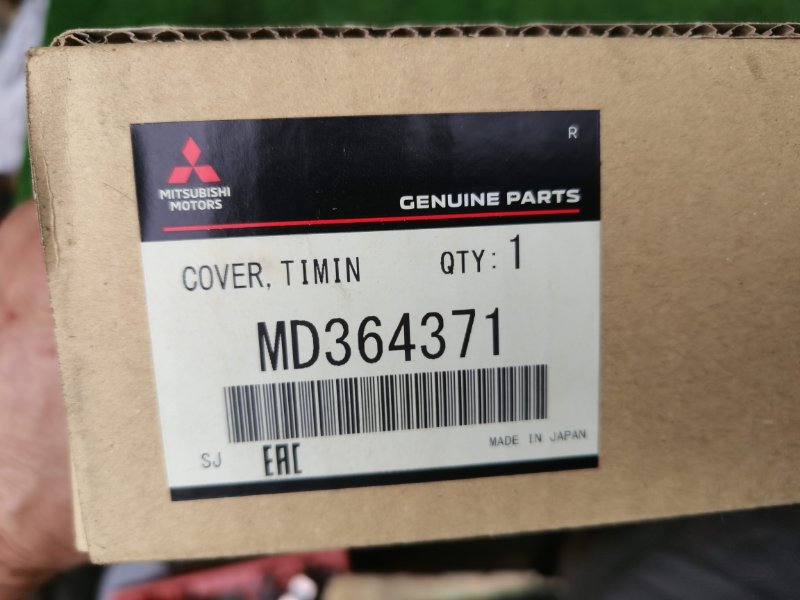 R
MITSUBISHI
MOTORS
GENUINE PARTS
COVER, TIMIN QTY: 1
MD364371
MADE IN JAPAN
SJ EAC